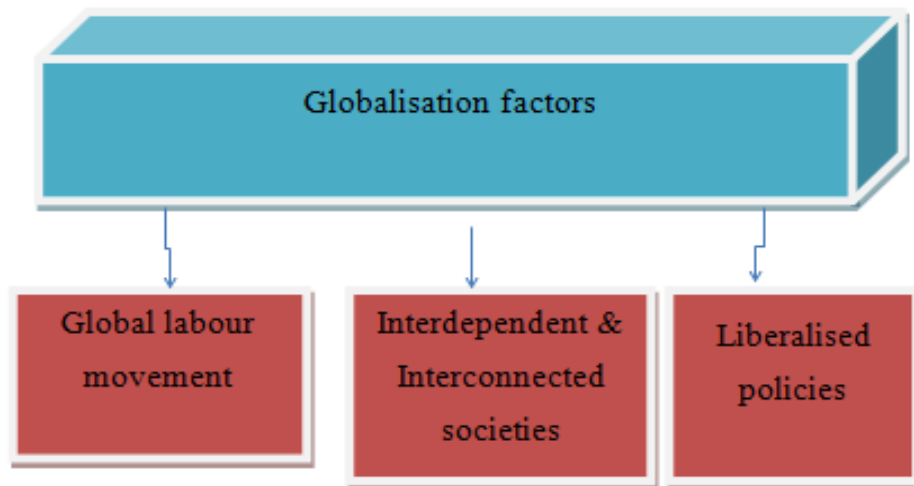 Globalisation factors
Global labour
movement
Interdependent &
Interconnected
societies
Liberalised
policies